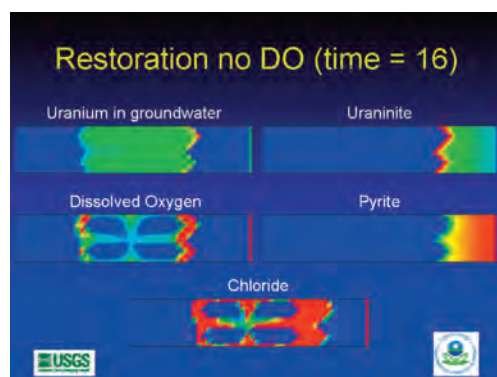 Restoration no DO (time = 16)
Uranium in groundwater
Uraninite
Dissolved Oxygen
Pyrite
Chloride
USGS